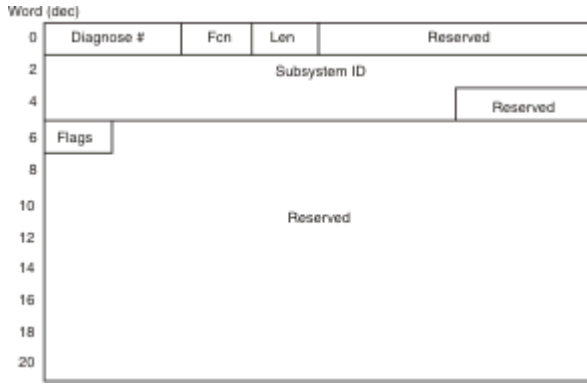 Word (dec)
0 Diagnose # Fcn Len Reserved
2 Subsystem ID
4 Reserved
6 Flags
8
10 Reserved
12
14
16
18
20